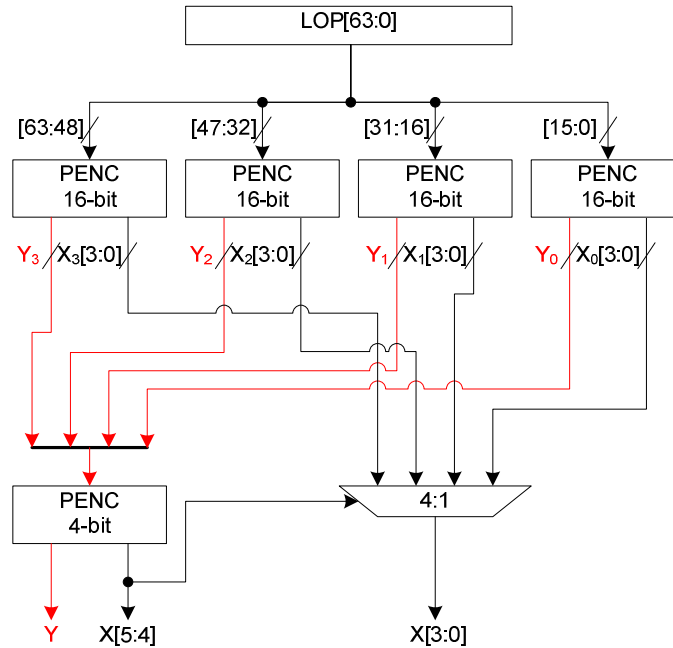 LOP[63:0]
[63:48] [47:32] [31:16] [15:0]
PENC PENC PENC PENC
16-bit 16-bit 16-bit 16-bit
Y3 X3[3:0] Y2 X2[3:0] Y1 X1[3:0] Y0 X0[3:0]
PENC
4-bit
4:1
Y X[5:4] X[3:0]